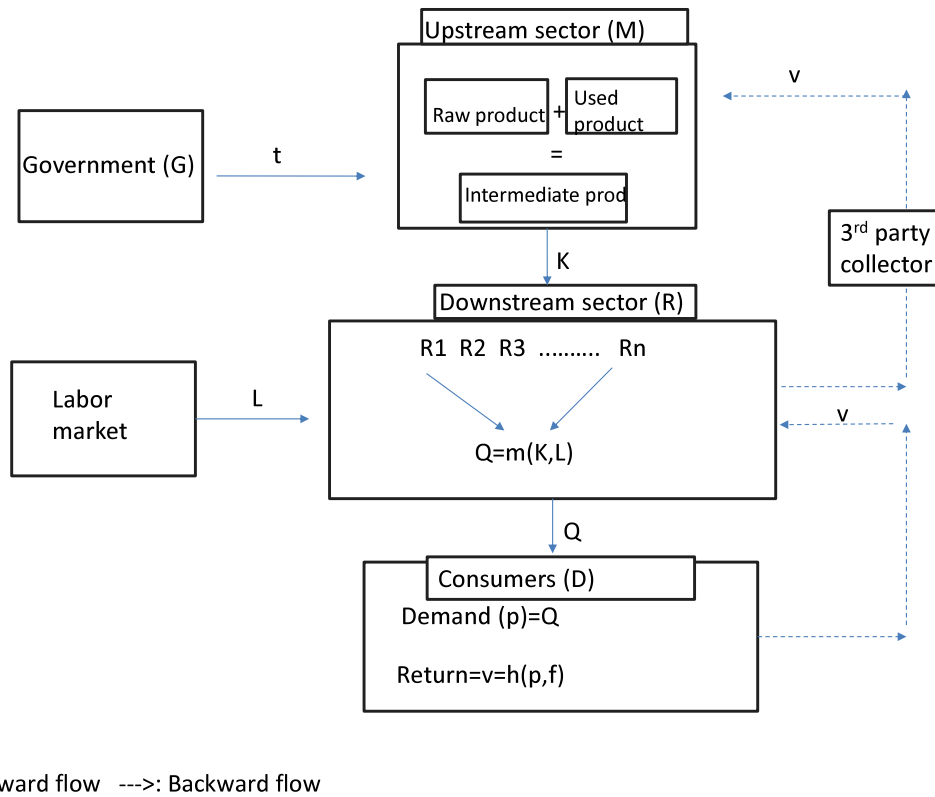 Upstream sector (M)
v
Raw product
+
Used
product
Government (G)
t
=
Intermediate prod
3rd party
collector
K
Downstream sector (R)
R1 R2 R3 .......... Rn
Labor
market
L
v
Q=m(K,L)
Q
Consumers (D)
Demand (p)=Q
Return=v=h(p,f)
ward flow --->: Backward flow